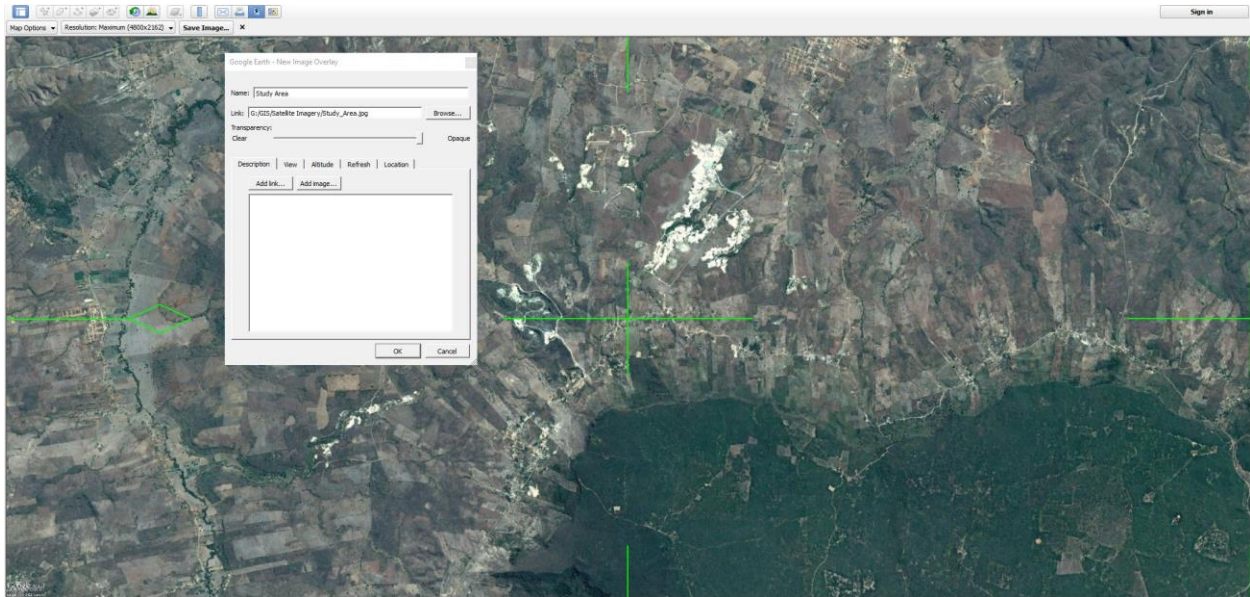 Sign in
Map Options Resolution: Maximum (4800x2162) Save Image...
Google Earth - New Image Overlay
Name: Study Area
Link: G:/GIS/Satellite Imagery/Study_Area.jpg Browse...
Transparency:
Clear Opaque
Description View Altitude Refresh Location
Add link... Add image...
OK Cancel